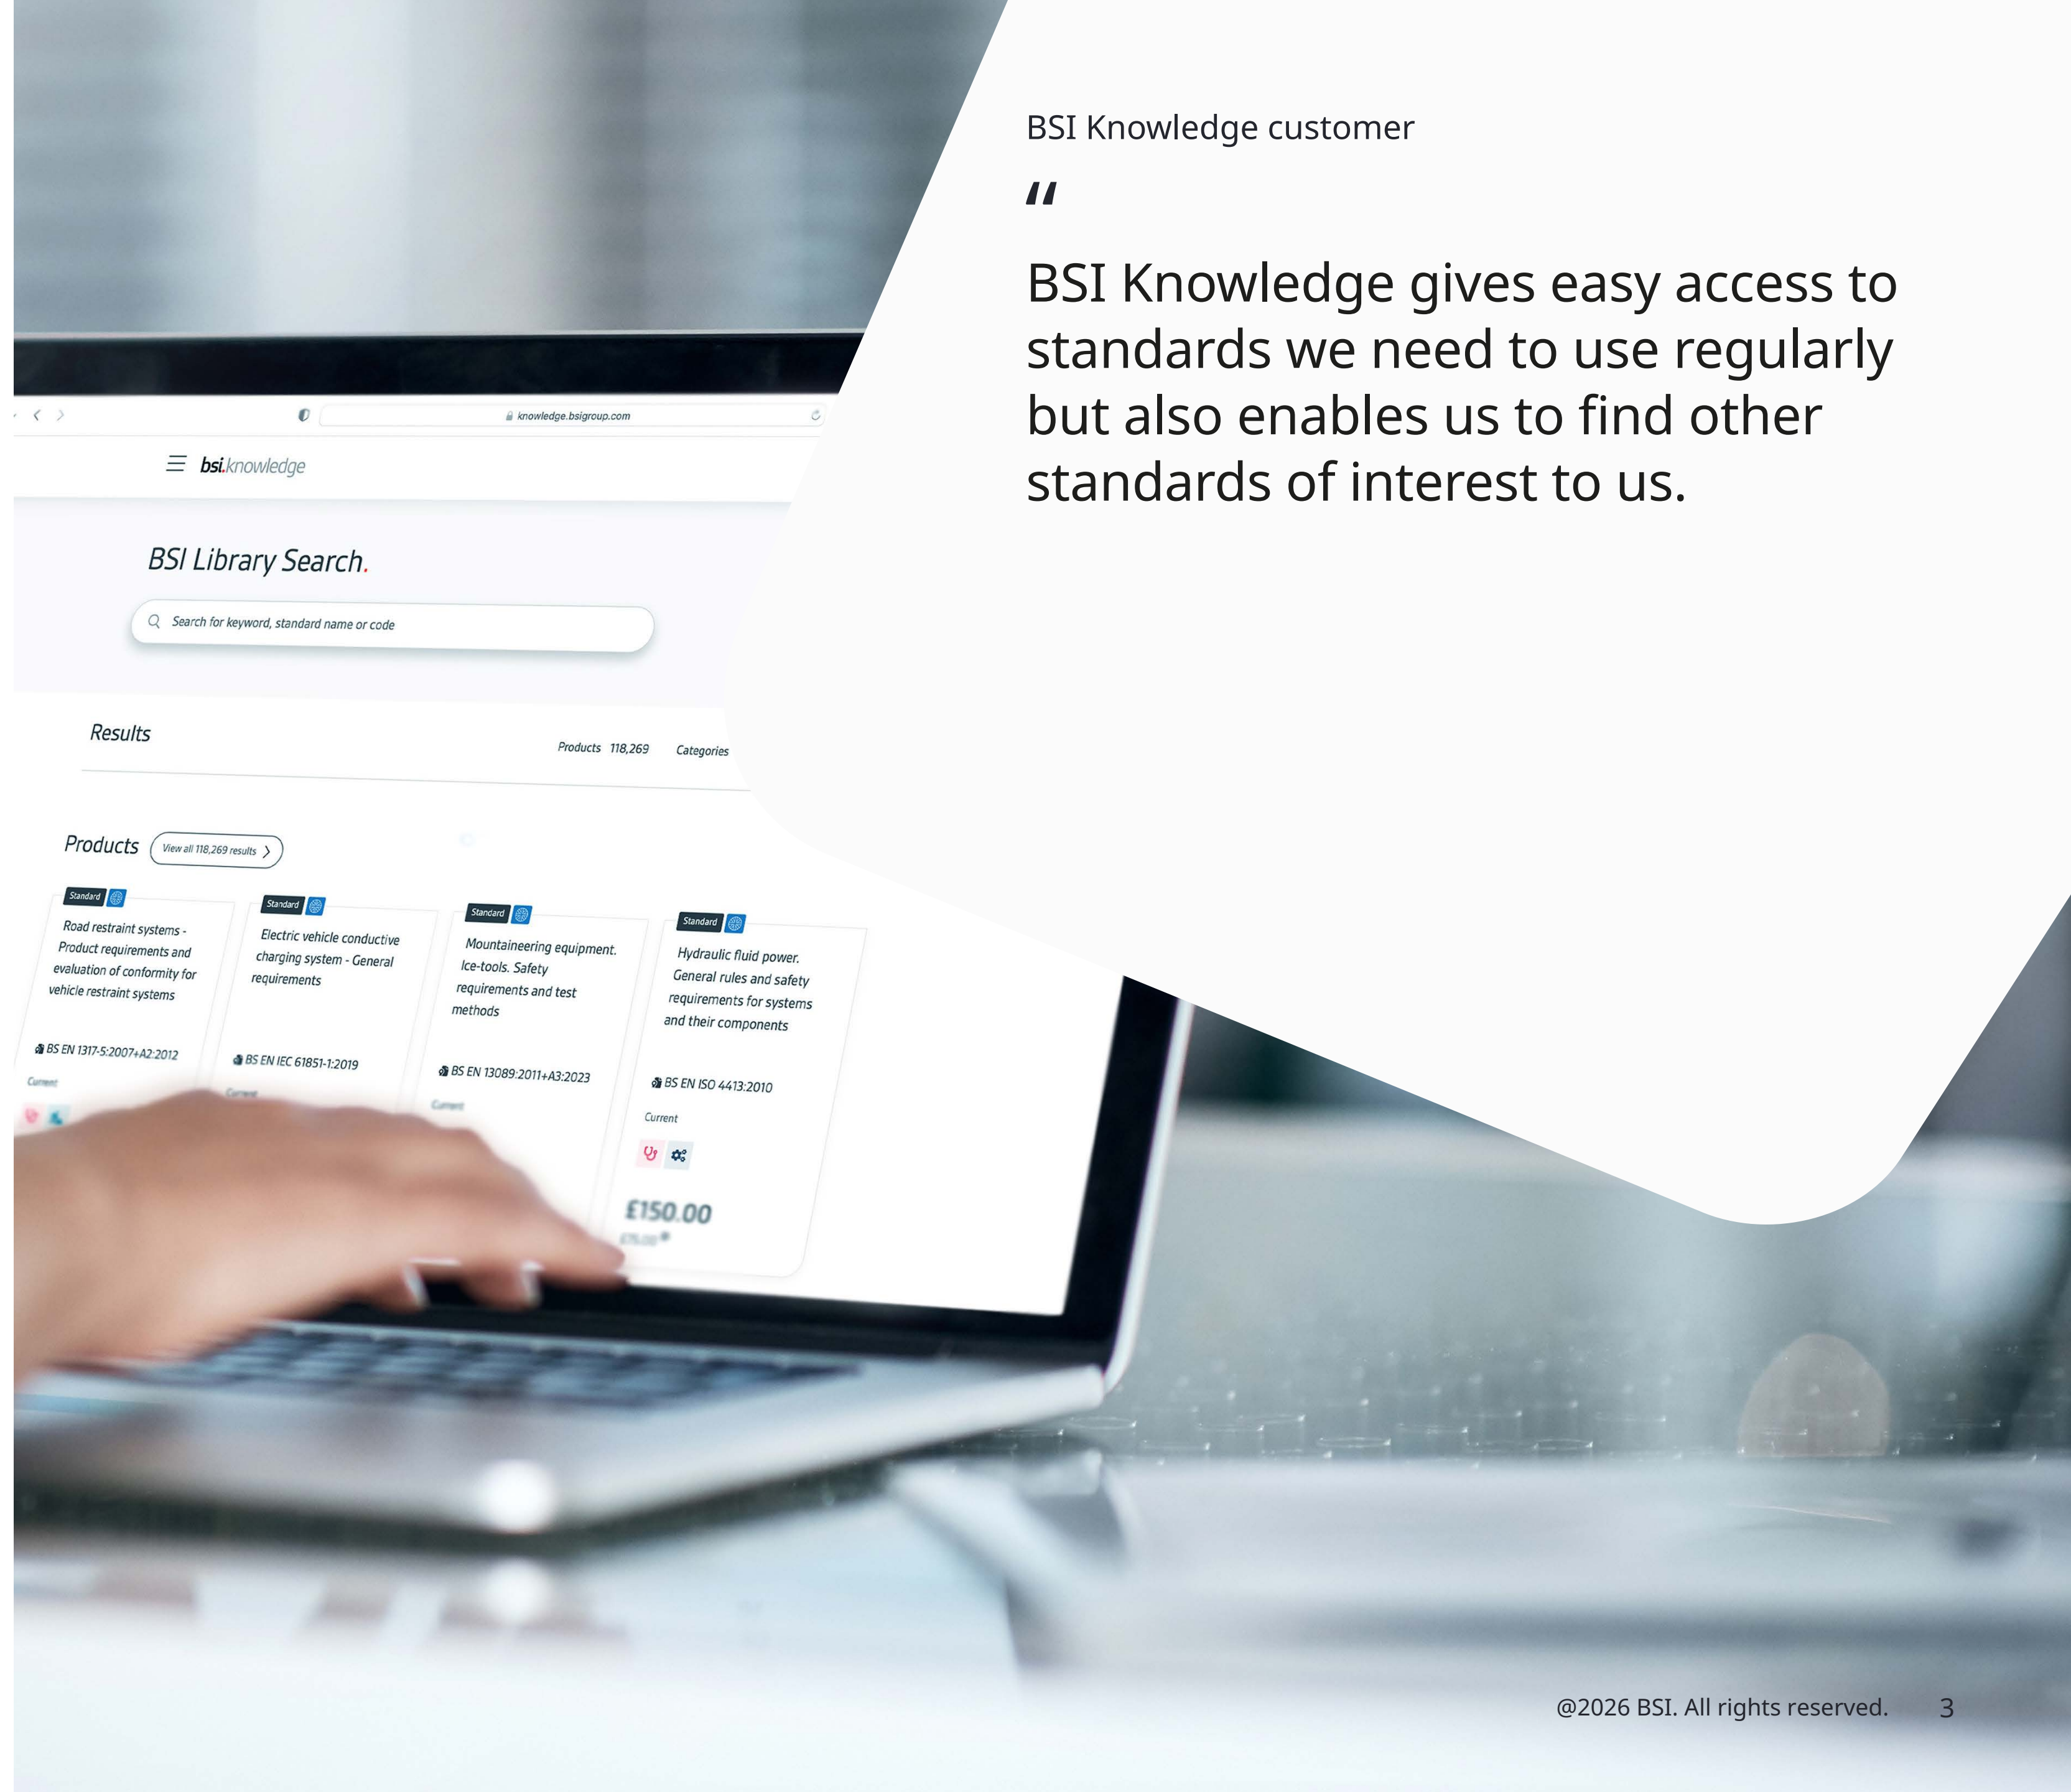 BSI Knowledge customer
“
BSI Knowledge gives easy access to
standards we need to use regularly
but also enables us to find other
standards of interest to us.
knowledge.bsigroup.com
bsi.knowledge
BSI Library Search.
Search for keyword, standard name or code
Results
Products 118,269 Categories
Products
View all 118,269 results
Standard
Road restraint systems -
Product requirements and
evaluation of conformity for
vehicle restraint systems
BS EN 1317-5:2007+A2:2012
Current
Standard
Electric vehicle conductive
charging system - General
requirements
BS EN IEC 61851-1:2019
Current
Standard
Mountaineering equipment.
Ice-tools. Safety
requirements and test
methods
BS EN 13089:2011+A3:2023
Current
Standard
Hydraulic fluid power.
General rules and safety
requirements for systems
and their components
BS EN ISO 4413:2010
Current
£150.00
@2026 BSI. All rights reserved.
3